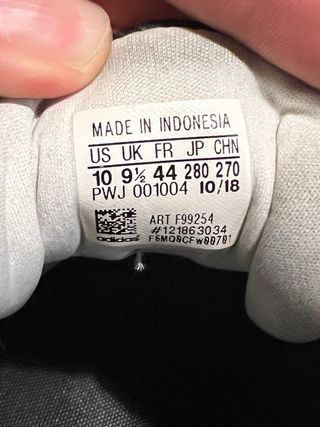 MADE IN INDONESIA
US UK FR JP CHN
10 9½ 44 280 270
PWJ 001004 10/18
ART F99254
#121863034
adidas F6MQ0CFW00701